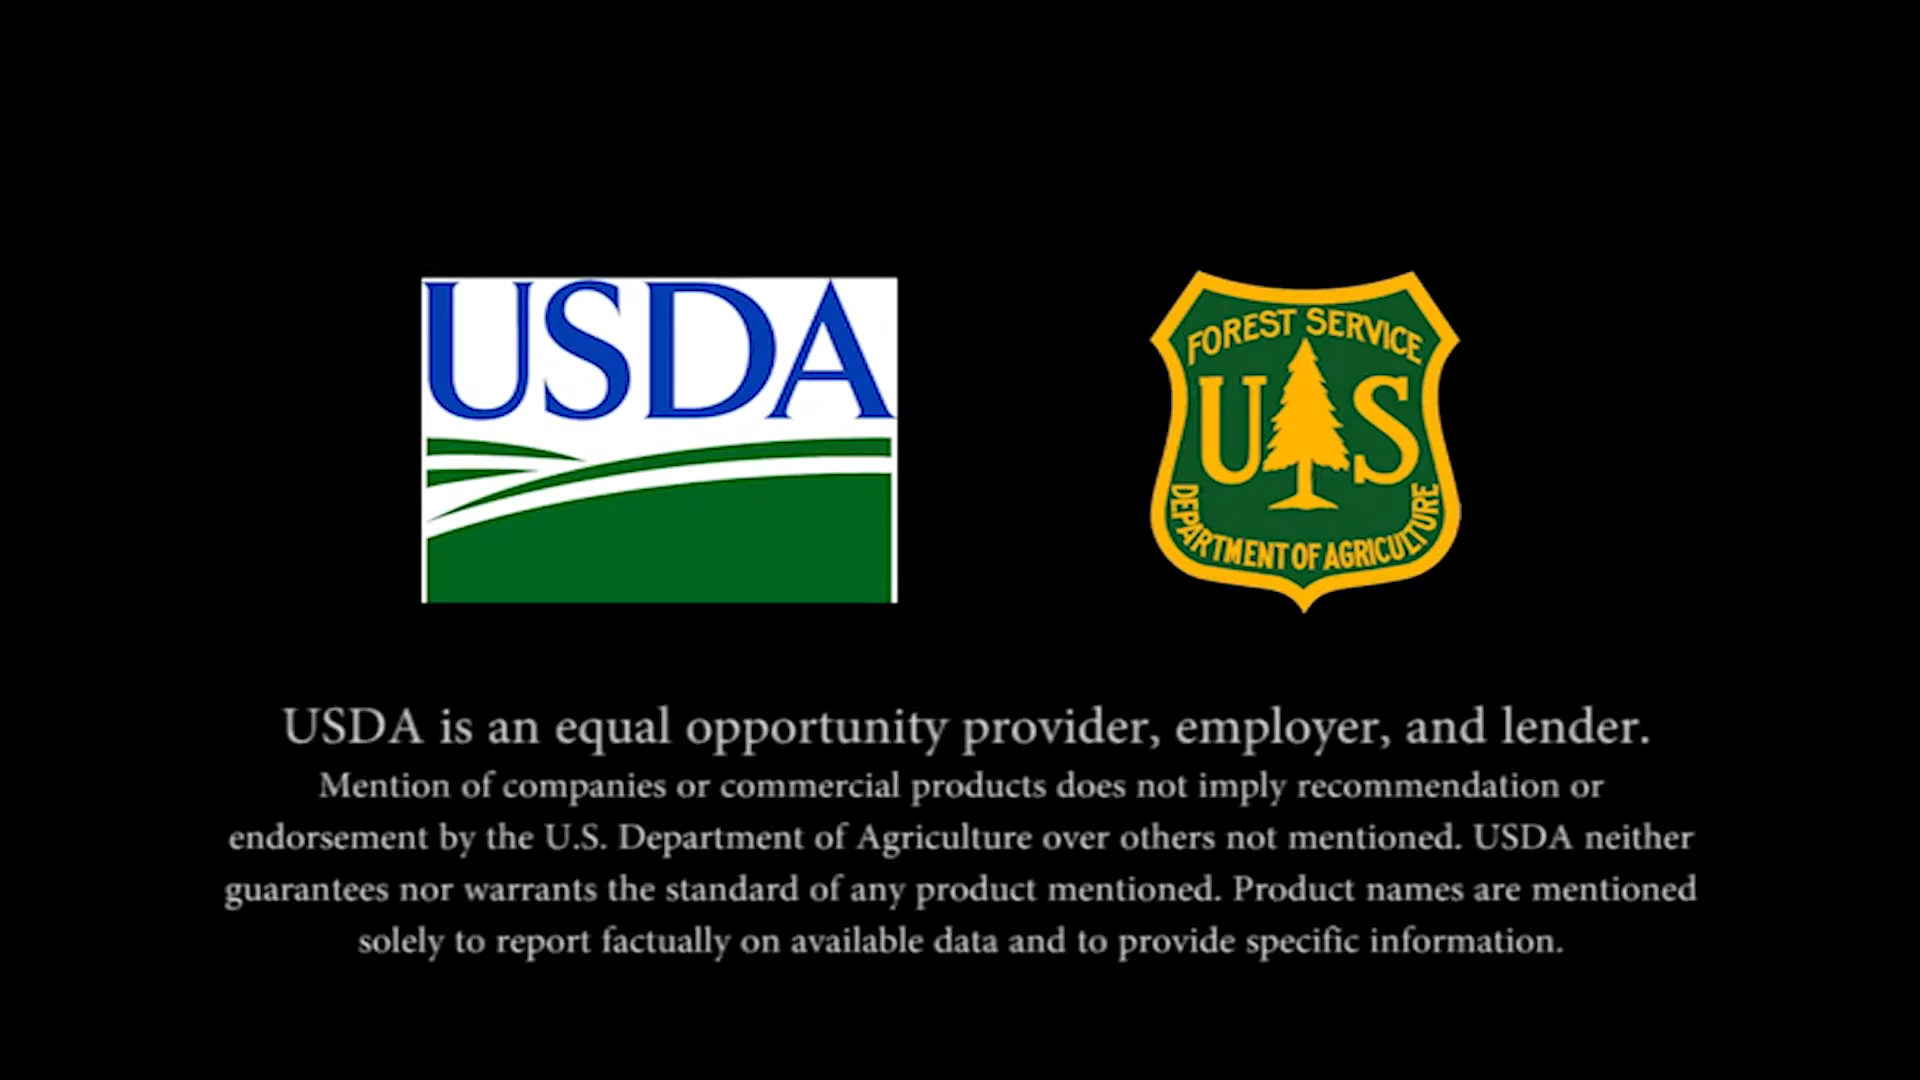 USDA
FOREST SERVICE
U S
DEPARTMENT OF AGRICULTURE
USDA is an equal opportunity provider, employer, and lender.
Mention of companies or commercial products does not imply recommendation or
endorsement by the U.S. Department of Agriculture over others not mentioned. USDA neither
guarantees nor warrants the standard of any product mentioned. Product names are mentioned
solely to report factually on available data and to provide specific information.